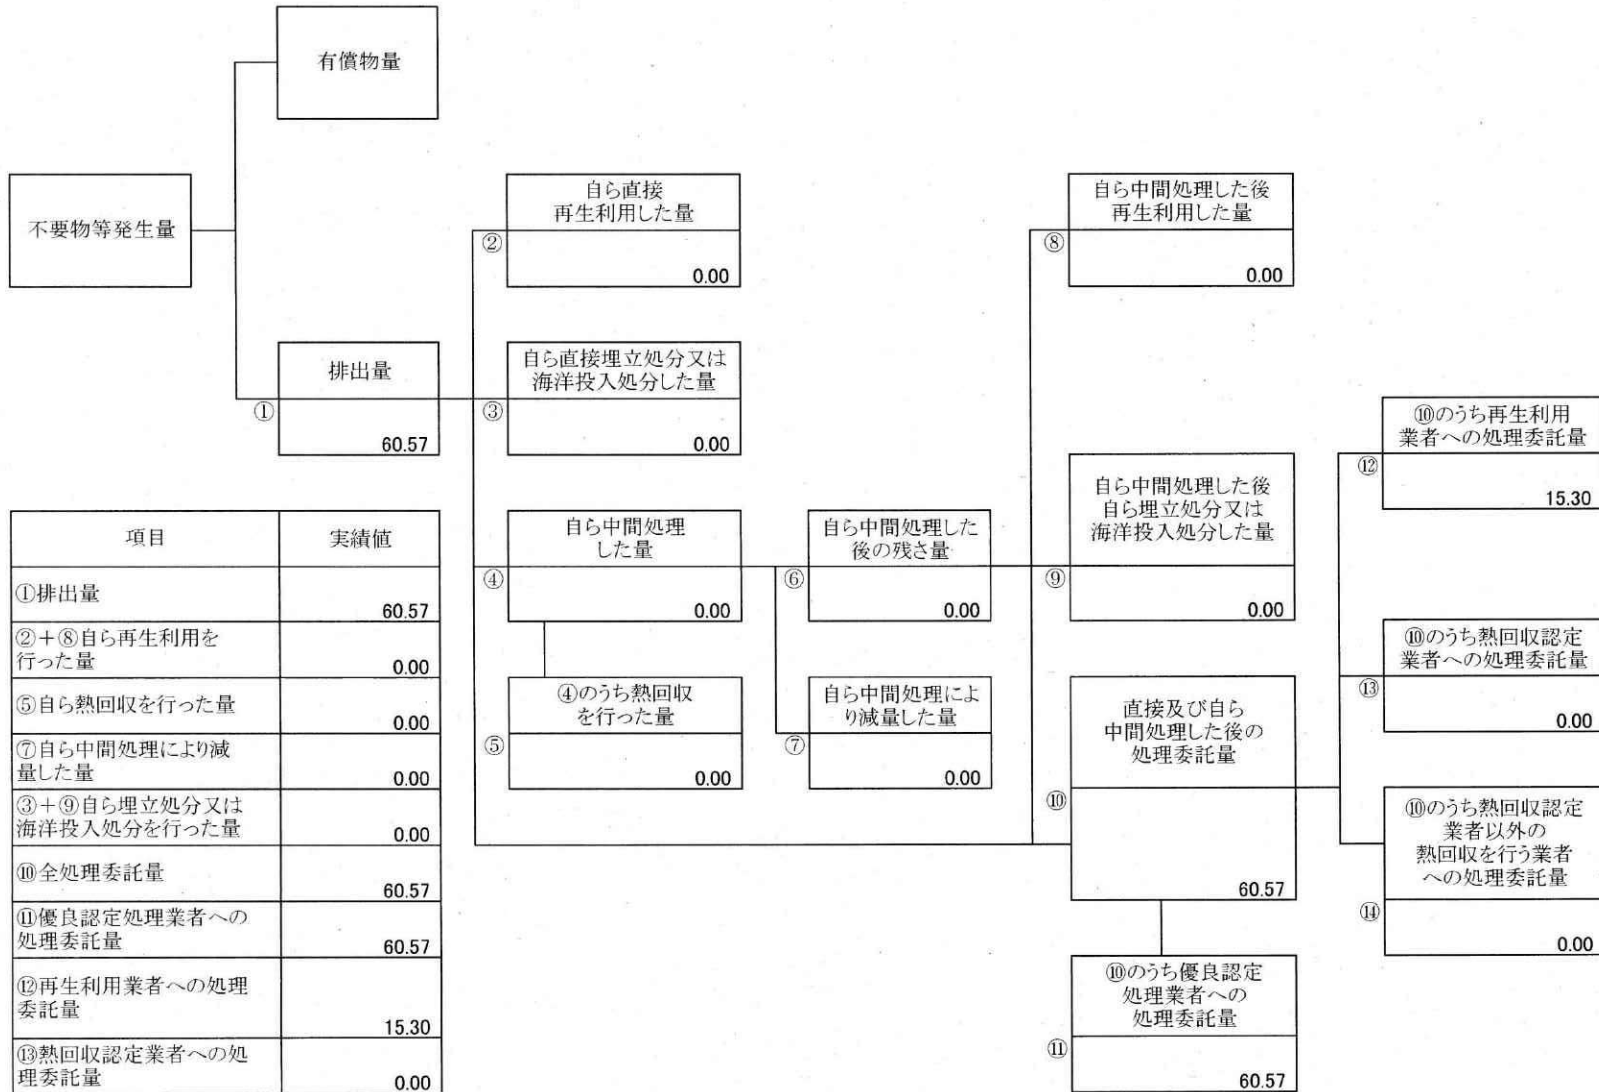 有償物量
不要物等発生量
排出量
①
60.57
自ら直接
再生利用した量
②
0.00
自ら直接埋立処分又は
海洋投入処分した量
③
0.00
自ら中間処理
した量
④
0.00
④のうち熱回収
を行った量
⑤
0.00
自ら中間処理した
後の残さ量
⑥
0.00
自ら中間処理によ
り減量した量
⑦
0.00
自ら中間処理した後
再生利用した量
⑧
0.00
自ら中間処理した後
自ら埋立処分又は
海洋投入処分した量
⑨
0.00
直接及び自ら
中間処理した後の
処理委託量
⑩
60.57
⑩のうち優良認定
処理業者への
処理委託量
⑪
60.57
⑩のうち再生利用
業者への処理委託量
⑫
15.30
⑩のうち熱回収認定
業者への処理委託量
⑬
0.00
⑩のうち熱回収認定
業者以外の
熱回収を行う業者
への処理委託量
⑭
0.00
項目 実績値
①排出量 60.57
②+⑧自ら再生利用を
行った量 0.00
⑤自ら熱回収を行った量 0.00
⑦自ら中間処理により減
量した量 0.00
③+⑨自ら埋立処分又は
海洋投入処分を行った量 0.00
⑩全処理委託量 60.57
⑪優良認定処理業者への
処理委託量 60.57
⑫再生利用業者への処理
委託量 15.30
⑬熱回収認定業者への処
理委託量 0.00